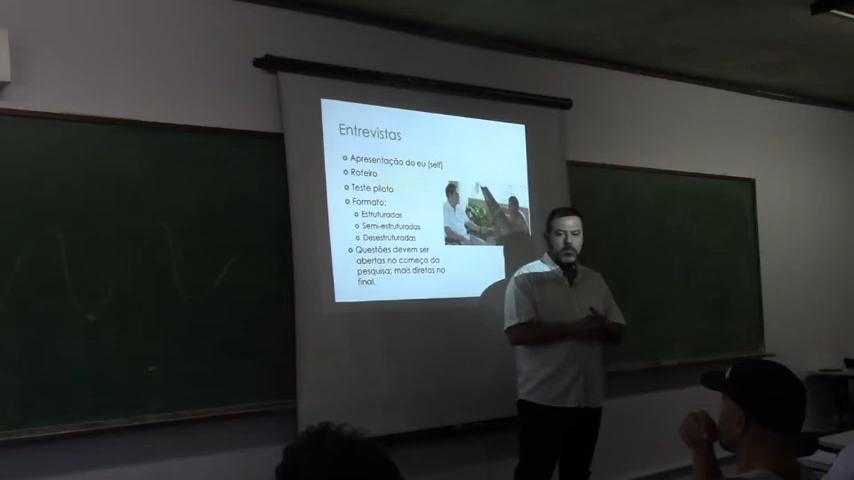 Entrevistas
Apresentação do eu (self)
Roteiro
Teste piloto
Formato:
Estruturadas
Semi-estruturadas
Desestruturadas
Questões devem ser
abertas no começo da
pesquisa; mais diretas no
final.